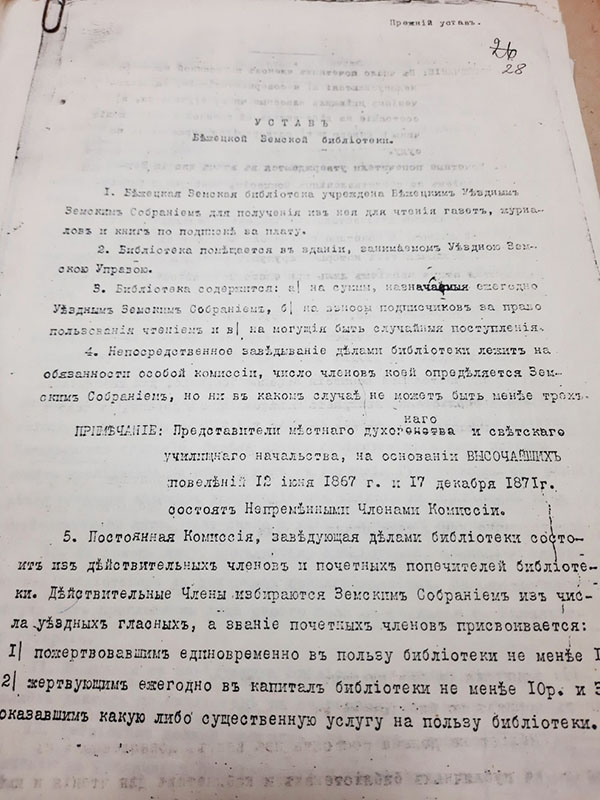 Прежній устав.
26
28
УСТАВЪ
Бѣжецкой Земской библіотеки.
1. Бѣжецкая Земская библіотека учреждена Бѣжецкимъ Уѣзднымъ
Земскимъ Собраніемъ для полученія изъ нея для чтенія газетъ, журна-
ловъ и книгъ по подпискѣ за плату.
2. Библіотека помѣщается въ зданіи, занимаемомъ Уѣздною Зем-
скою Управою.
3. Библіотека содержится: а| на суммы, назначаемыя ежегодно
Уѣзднымъ Земскимъ Собраніемъ, б| на взносы подписчиковъ за право
пользованія чтеніемъ и в| на могущія быть случайныя поступленія.
4. Непосредственное завѣдываніе дѣлами библіотеки лежитъ на
обязанности особой комиссіи, число членовъ коей опредѣляется Зем-
скимъ Собраніемъ, но ни въ какомъ случаѣ не можетъ быть менѣе трехъ.
наго
ПРИМѢЧАНІЕ: Представители мѣстнаго духовенства и свѣтскаго
училищнаго начальства, на основаніи ВЫСОЧАЙШИХЪ
повелѣній 12 іюня 1867 г. и 17 декабря 1871г.
состоятъ Непремѣнными Членами Комиссіи.
5. Постоянная Комиссія, завѣдующая дѣлами библіотеки состо-
итъ изъ дѣйствительныхъ членовъ и почетныхъ попечителей библіоте-
ки. Дѣйствительные Члены избираются Земскимъ Собраніемъ изъ чис-
ла уѣздныхъ гласныхъ, а званіе почетныхъ членовъ присвоивается:
1| пожертвовавшимъ единовременно въ пользу библіотеки не менѣе
2| жертвующимъ ежегодно въ капиталъ библіотеки не менѣе 10р. и 3
оказавшимъ какую либо существенную услугу на пользу библіотеки.